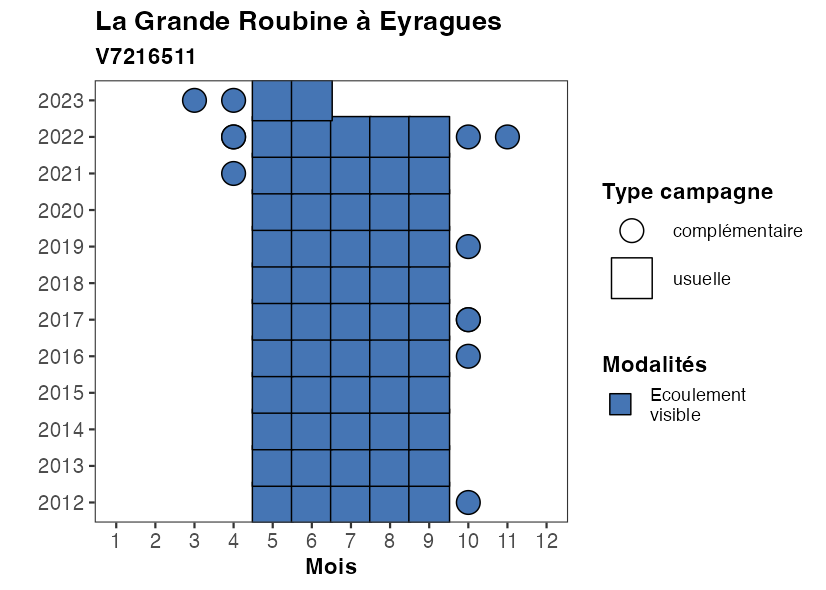 La Grande Roubine à Eyragues
V7216511
2023
2022
2021
2020
2019
2018
2017
2016
2015
2014
2013
2012
1 2 3 4 5 6 7 8 9 10 11 12
Mois
Type campagne
complémentaire
usuelle
Modalités
Ecoulement
visible